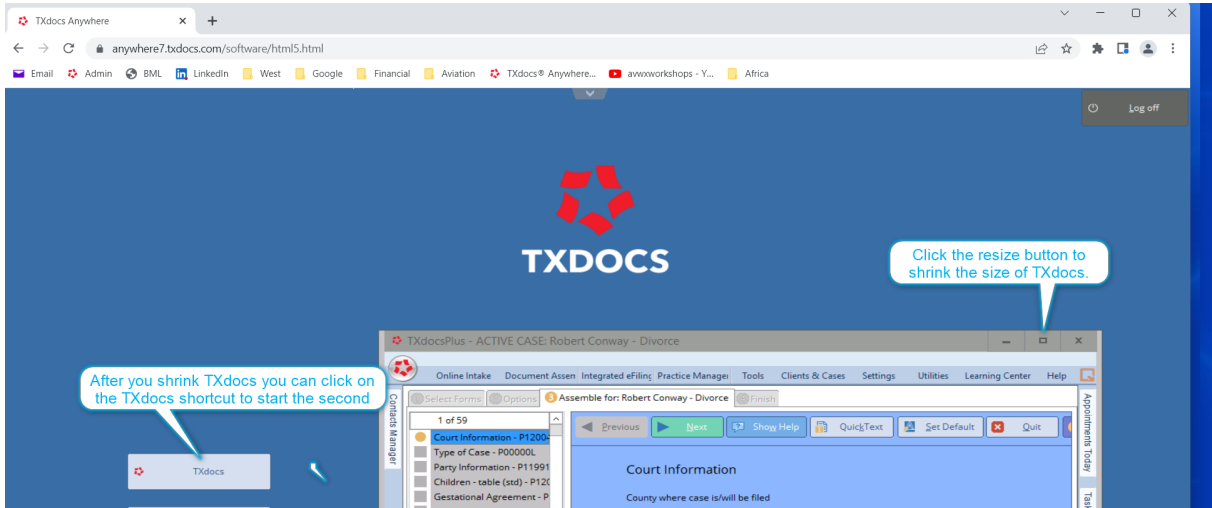 TXdocs Anywhere
anywhere7.txdocs.com/software/html5.html
Email Admin BML LinkedIn West Google Financial Aviation TXdocs® Anywhere... avwxworkshops - Y... Africa
Log off
TXDOCS
Click the resize button to
shrink the size of TXdocs.
TXdocsPlus - ACTIVE CASE: Robert Conway - Divorce
Online Intake Document Assen Integrated eFiling Practice Manager Tools Clients & Cases Settings Utilities Learning Center Help
After you shrink TXdocs you can click on
the TXdocs shortcut to start the second
Contacts Manager
Select Forms Options 3 Assemble for: Robert Conway - Divorce Finish
Appointments Today
1 of 59
Previous Next Show Help QuickText Set Default Quit
Court Information - P1200-
Type of Case - P00000L
Party Information - P11991
Children - table (std) - P120
Gestational Agreement - P
Court Information
County where case is/will be filed
TXdocs
Task